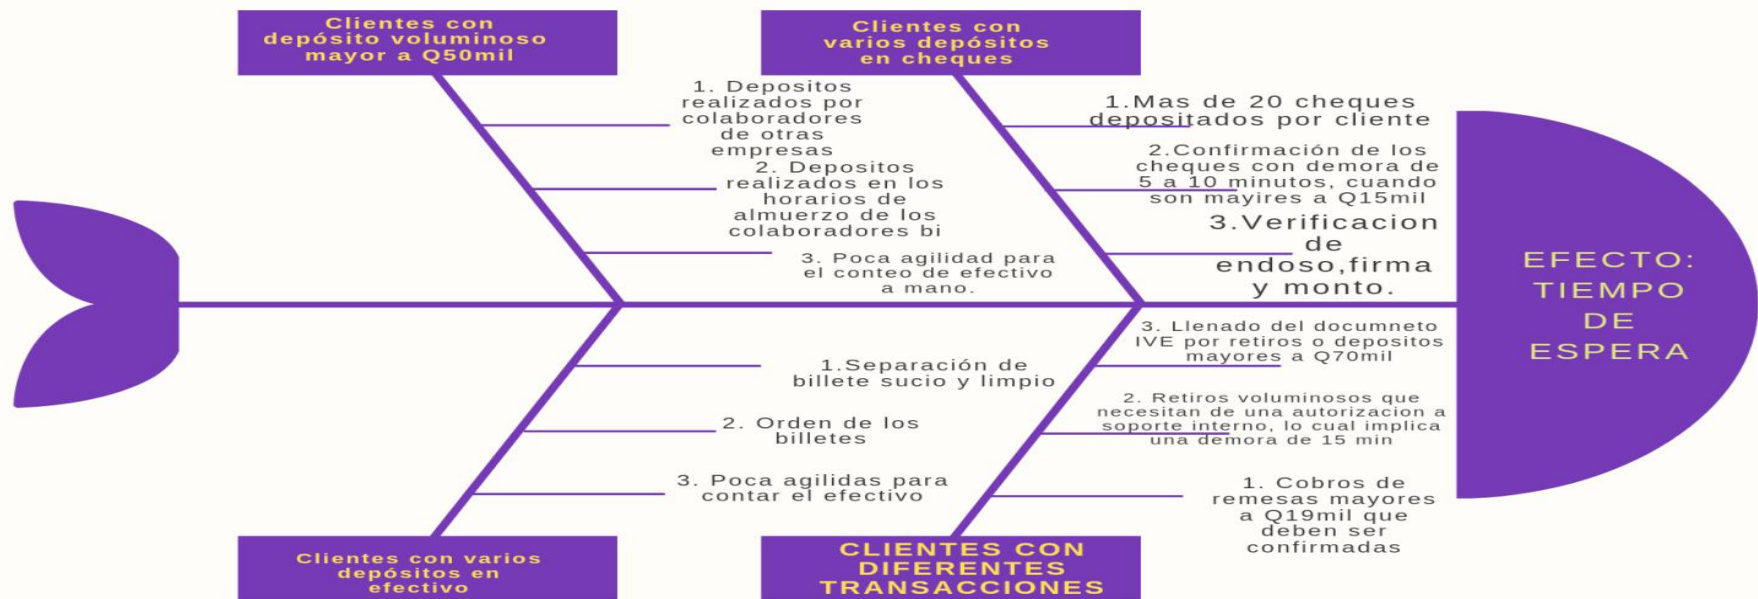 Clientes con
depósito voluminoso
mayor a Q50mil
1. Depositos
realizados por
colaboradores
de otras
empresas
2. Depositos
realizados en los
horarios de
almuerzo de los
colaboradores bi
3. Poca agilidad para
el conteo de efectivo
a mano.
Clientes con
varios depósitos
en cheques
1.Mas de 20 cheques
depositados por cliente
2.Confirmación de los
cheques con demora de
5 a 10 minutos, cuando
son mayires a Q15mil
3.Verificacion
de
endoso,firma
y monto.
EFECTO:
TIEMPO
DE
ESPERA
1.Separación de
billete sucio y limpio
2. Orden de los
billetes
3. Poca agilidas para
contar el efectivo
Clientes con varios
depósitos en
efectivo
3. Llenado del documneto
IVE por retiros o depositos
mayores a Q70mil
2. Retiros voluminosos que
necesitan de una autorizacion a
soporte interno, lo cual implica
una demora de 15 min
1. Cobros de
remesas mayores
a Q19mil que
deben ser
confirmadas
CLIENTES CON
DIFERENTES
TRANSACCIONES